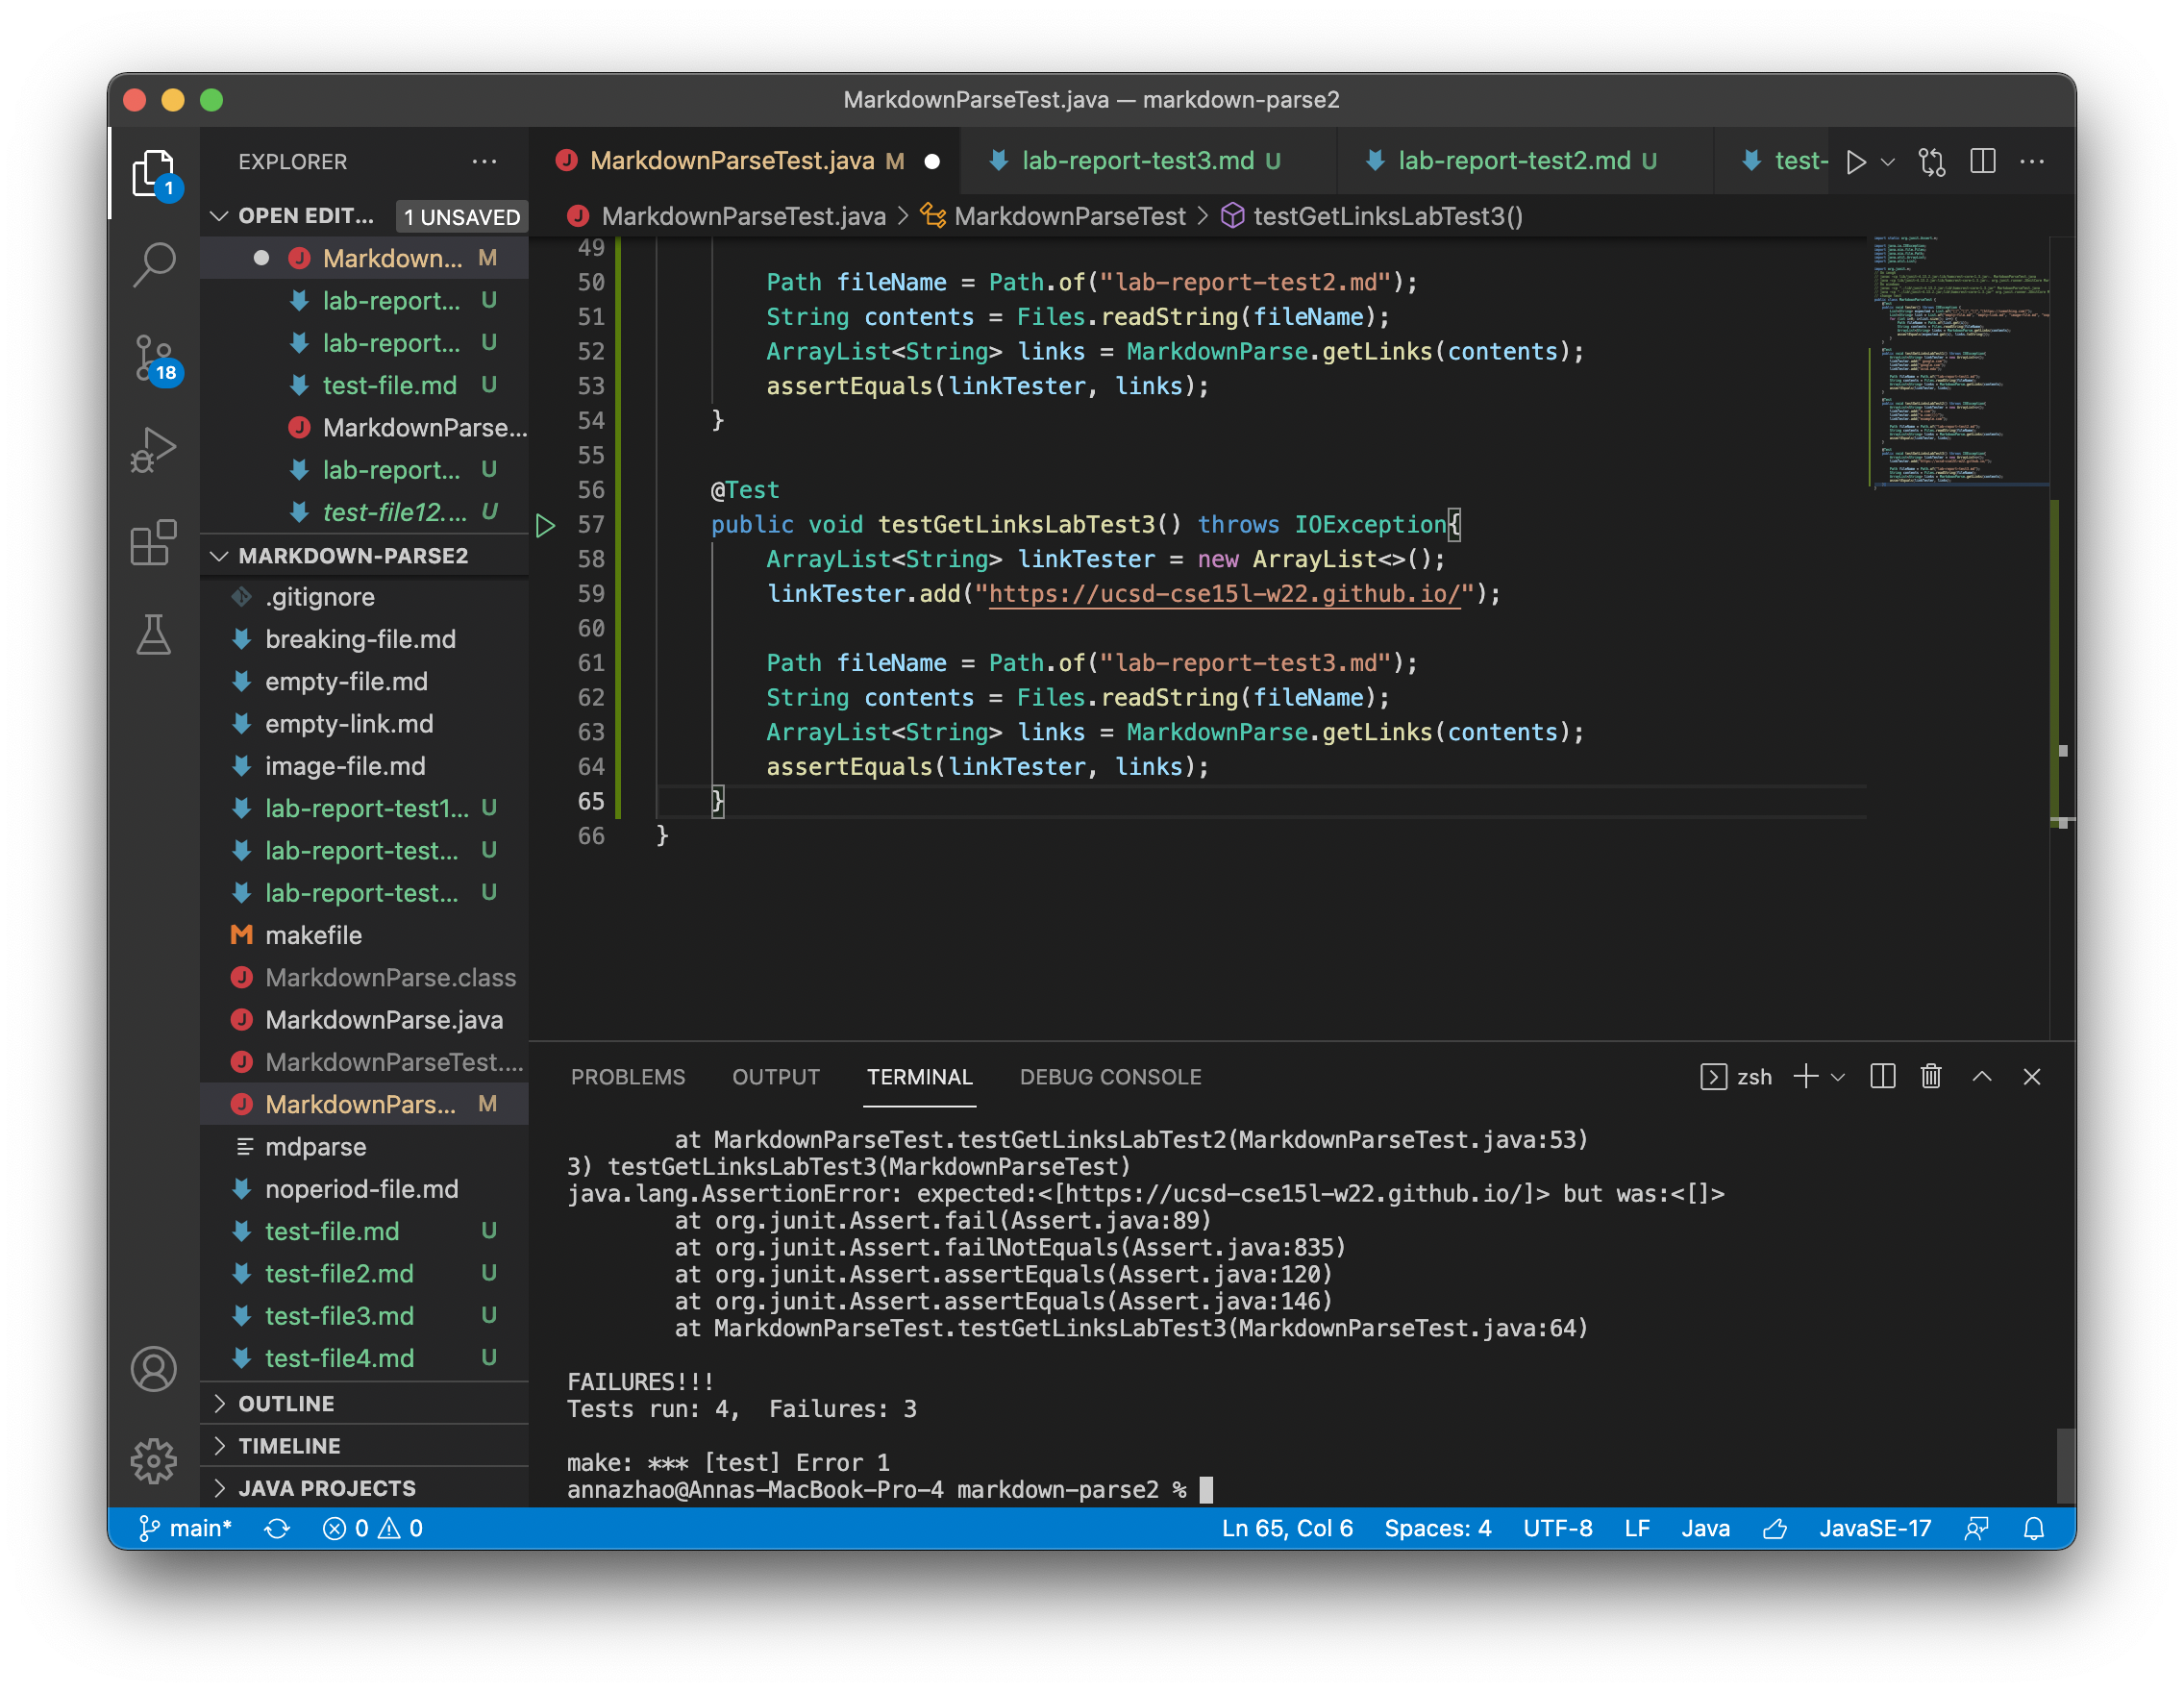 MarkdownParseTest.java — markdown-parse2
1
18
EXPLORER
OPEN EDIT... 1 UNSAVED
Markdown... M
lab-report... U
lab-report... U
test-file.md U
MarkdownParse...
lab-report... U
test-file12.... U
MARKDOWN-PARSE2
.gitignore
breaking-file.md
empty-file.md
empty-link.md
image-file.md
lab-report-test1... U
lab-report-test... U
lab-report-test... U
makefile
MarkdownParse.class
MarkdownParse.java
MarkdownParseTest....
MarkdownPars... M
mdparse
noperiod-file.md
test-file.md U
test-file2.md U
test-file3.md U
test-file4.md U
OUTLINE
TIMELINE
JAVA PROJECTS
MarkdownParseTest.java M lab-report-test3.md U lab-report-test2.md U test-
MarkdownParseTest.java > MarkdownParseTest > testGetLinksLabTest3()
49
50 Path fileName = Path.of("lab-report-test2.md");
51 String contents = Files.readString(fileName);
52 ArrayList<String> links = MarkdownParse.getLinks(contents);
53 assertEquals(linkTester, links);
54 }
55
56 @Test
57 public void testGetLinksLabTest3() throws IOException{
58 ArrayList<String> linkTester = new ArrayList<>();
59 linkTester.add("https://ucsd-cse15l-w22.github.io/");
60
61 Path fileName = Path.of("lab-report-test3.md");
62 String contents = Files.readString(fileName);
63 ArrayList<String> links = MarkdownParse.getLinks(contents);
64 assertEquals(linkTester, links);
65 }
66 }
PROBLEMS OUTPUT TERMINAL DEBUG CONSOLE zsh
at MarkdownParseTest.testGetLinksLabTest2(MarkdownParseTest.java:53)
3) testGetLinksLabTest3(MarkdownParseTest)
java.lang.AssertionError: expected:<[https://ucsd-cse15l-w22.github.io/]> but was:<[]>
at org.junit.Assert.fail(Assert.java:89)
at org.junit.Assert.failNotEquals(Assert.java:835)
at org.junit.Assert.assertEquals(Assert.java:120)
at org.junit.Assert.assertEquals(Assert.java:146)
at MarkdownParseTest.testGetLinksLabTest3(MarkdownParseTest.java:64)
FAILURES!!!
Tests run: 4,  Failures: 3
make: *** [test] Error 1
annazhao@Annas-MacBook-Pro-4 markdown-parse2 %
main* 0 0 Ln 65, Col 6 Spaces: 4 UTF-8 LF Java JavaSE-17